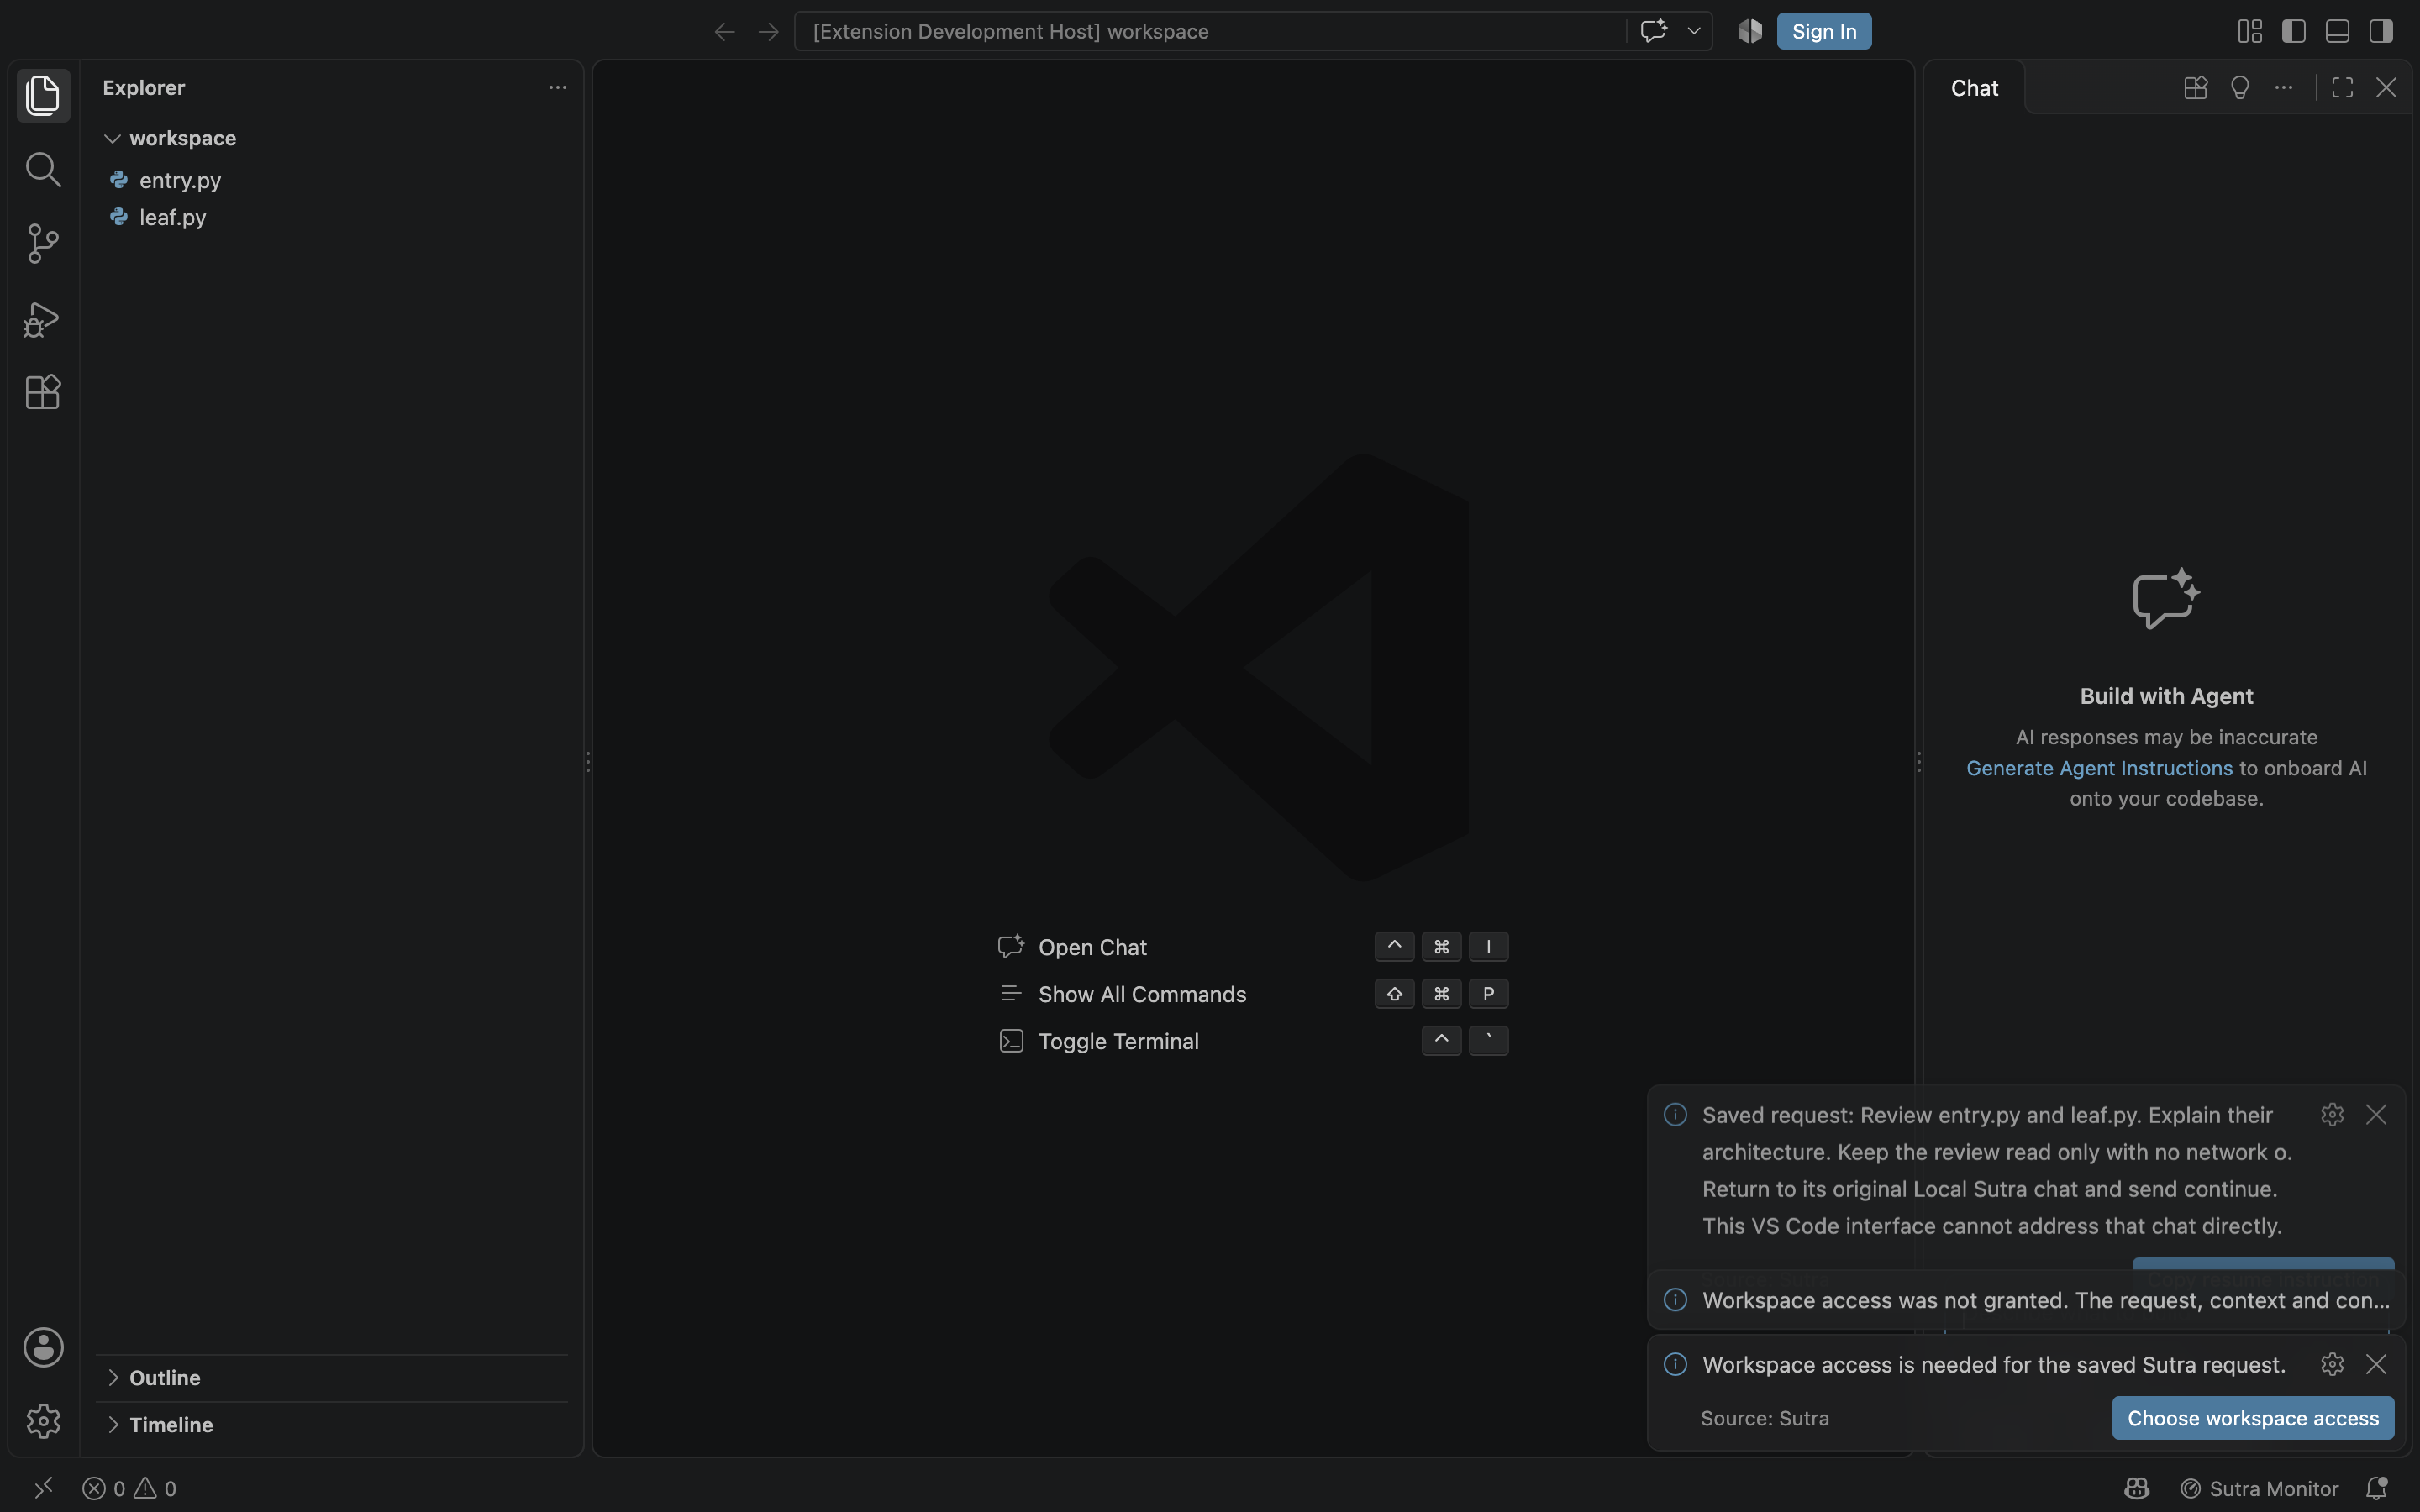 [Extension Development Host] workspace
Sign In
Explorer
workspace
entry.py
leaf.py
Outline
Timeline
Open Chat
⌘ I
Show All Commands
⌘ P
Toggle Terminal
`
Chat
Build with Agent
AI responses may be inaccurate
Generate Agent Instructions to onboard AI
onto your codebase.
Saved request: Review entry.py and leaf.py. Explain their
architecture. Keep the review read only with no network o.
Return to its original Local Sutra chat and send continue.
This VS Code interface cannot address that chat directly.
Source: Sutra
Copy resume instruction
Workspace access was not granted. The request, context and con...
Workspace access is needed for the saved Sutra request.
Source: Sutra
Choose workspace access
0 0
Sutra Monitor